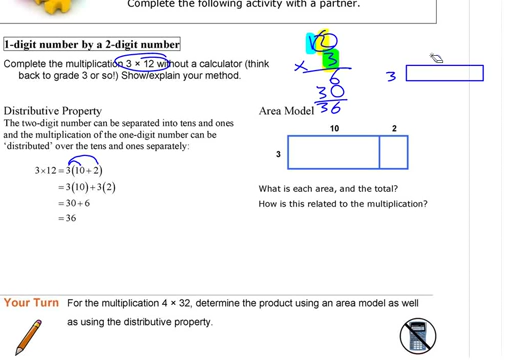 Complete the following activity with a partner.
1-digit number by a 2-digit number
Complete the multiplication 3 × 12 without a calculator (think
back to grade 3 or so!) Show/explain your method.
12
× 3
6
30
36
3
Distributive Property
The two-digit number can be separated into tens and ones
and the multiplication of the one-digit number can be
'distributed' over the tens and ones separately:
3×12 = 3(10 + 2)
= 3(10) + 3(2)
= 30 + 6
= 36
Area Model
10 2
3
What is each area, and the total?
How is this related to the multiplication?
Your Turn For the multiplication 4 × 32, determine the product using an area model as well
as using the distributive property.